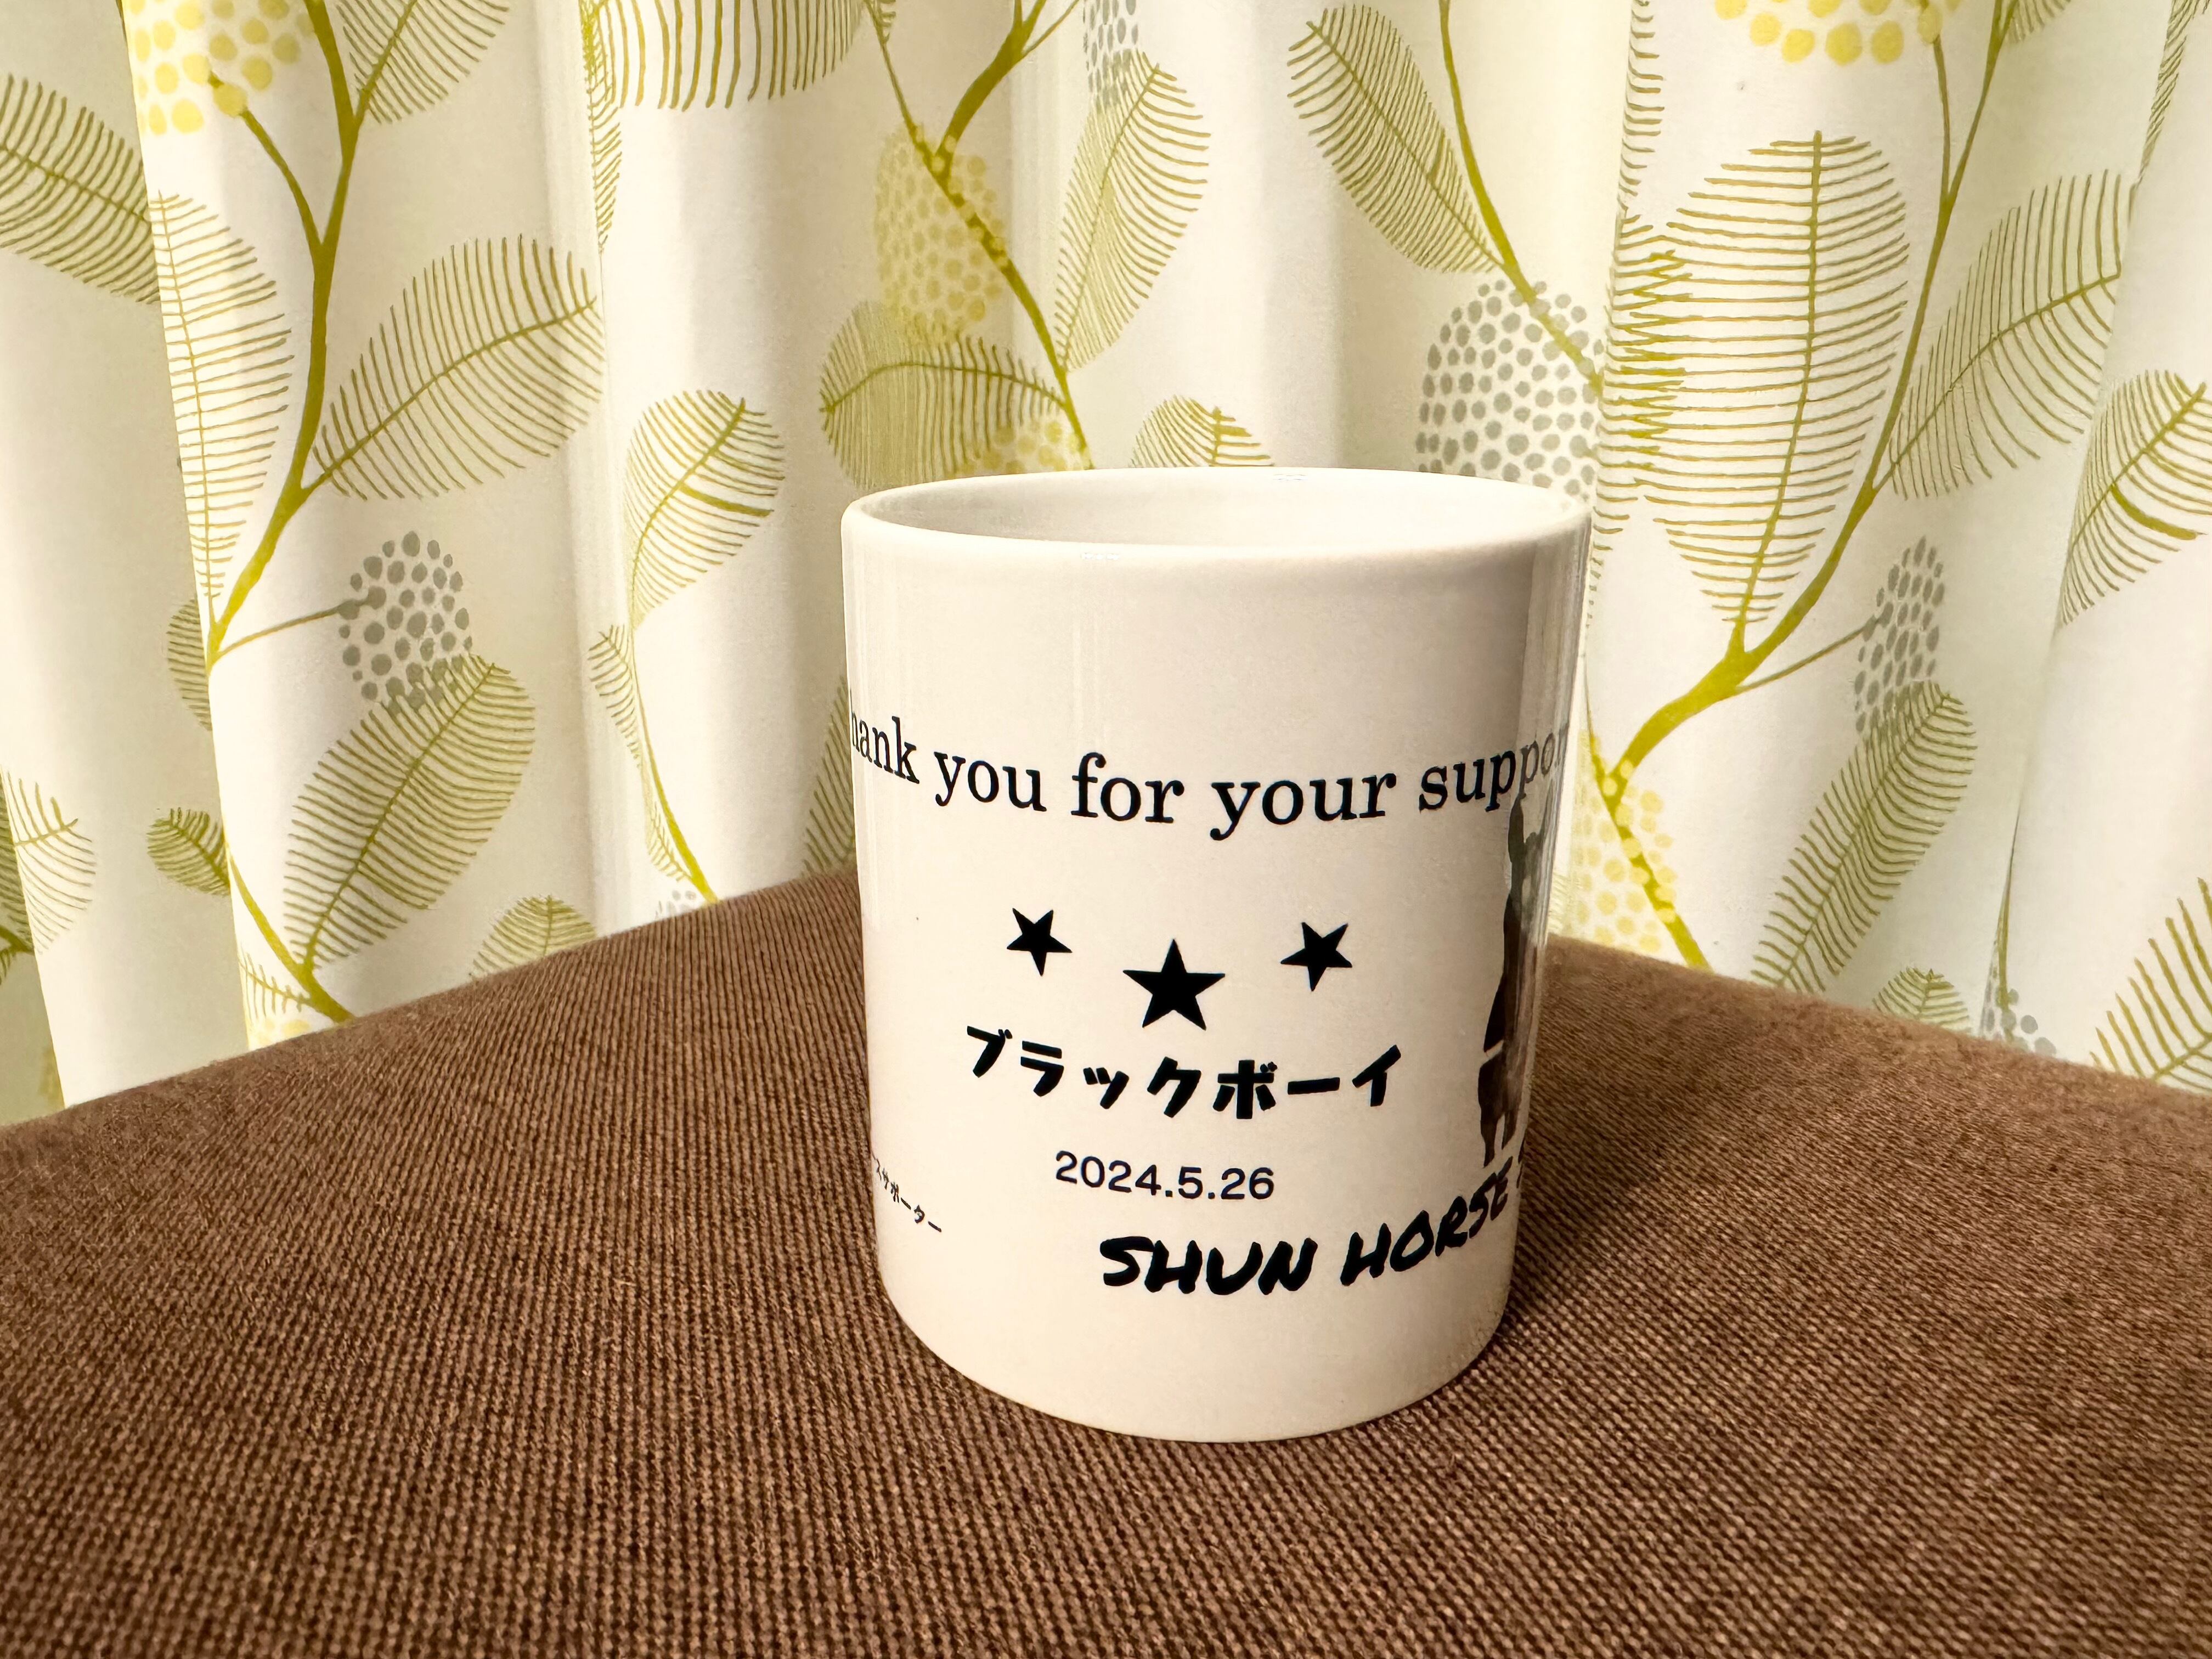 hank you for your suppor
ブラックボーイ
2024.5.26
スサポーター
SHUN HORSE